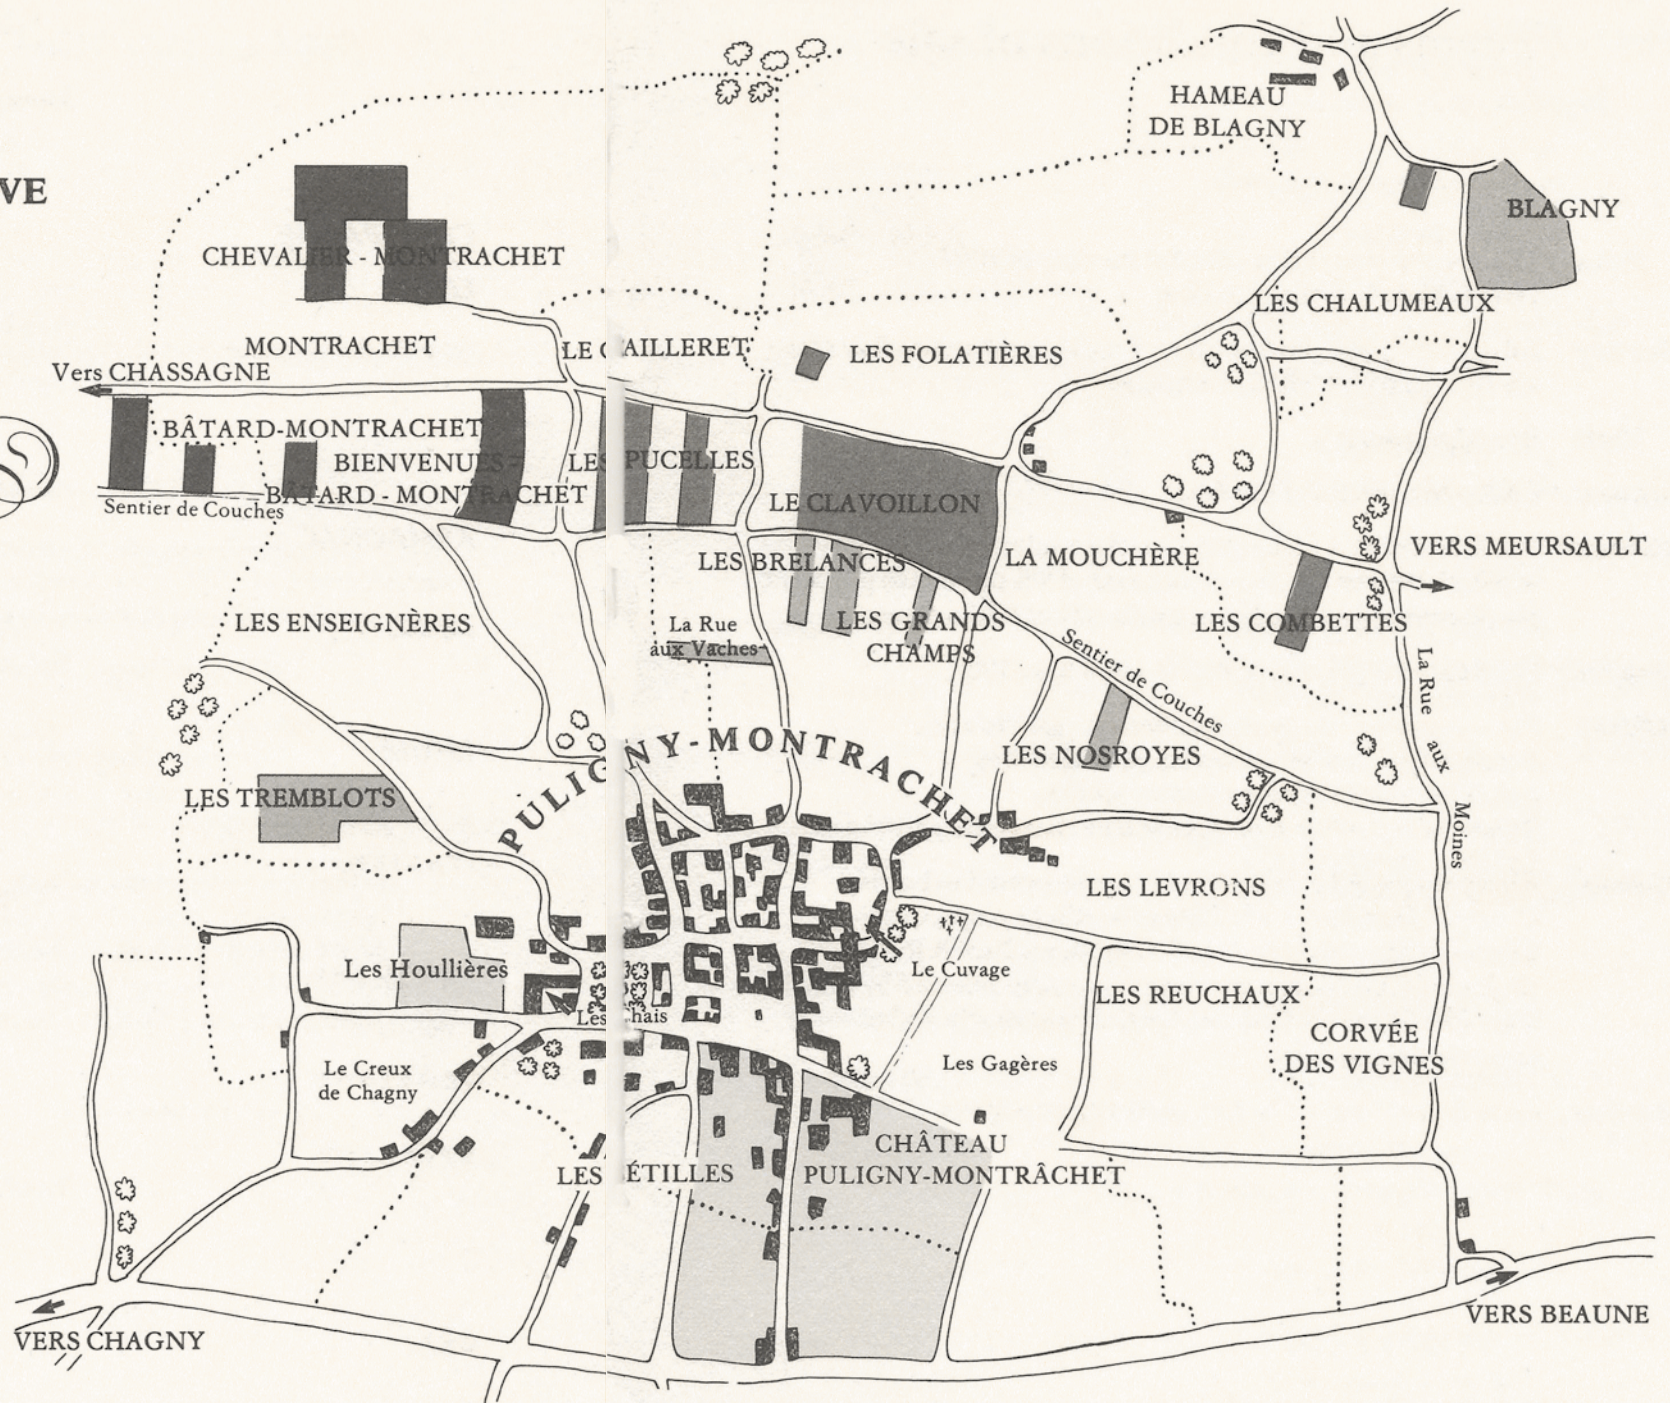 VE
HAMEAU
DE BLAGNY
BLAGNY
CHEVALIER - MONTRACHET
LES CHALUMEAUX
MONTRACHET
LE CAILLERET
LES FOLATIÈRES
Vers CHASSAGNE
BÂTARD-MONTRACHET
BIENVENUES =
BÂTARD - MONTRACHET
LES PUCELLES
LE CLAVOILLON
Sentier de Couches
LES BRELANCES
LA MOUCHÈRE
VERS MEURSAULT
LES ENSEIGNÈRES
La Rue
aux Vaches
LES GRANDS
CHAMPS
LES COMBETTES
Sentier de Couches
La Rue aux Moines
LES NOSROYES
PULIGNY-MONTRACHET
LES TREMBLOTS
LES LEVRONS
Les Houllières
Le Cuvage
LES REUCHAUX
Les Chais
CORVÉE
DES VIGNES
Le Creux
de Chagny
Les Gagères
CHÂTEAU
PULIGNY-MONTRÂCHET
LES PÉTILLES
VERS CHAGNY
VERS BEAUNE